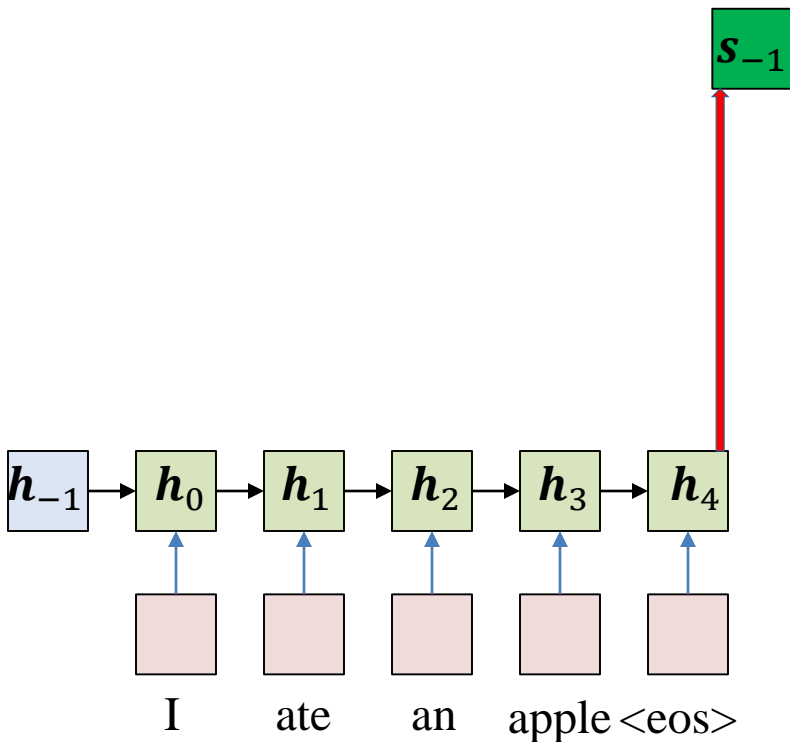 s₋₁
h₋₁ h₀ h₁ h₂ h₃ h₄
I ate an apple <eos>